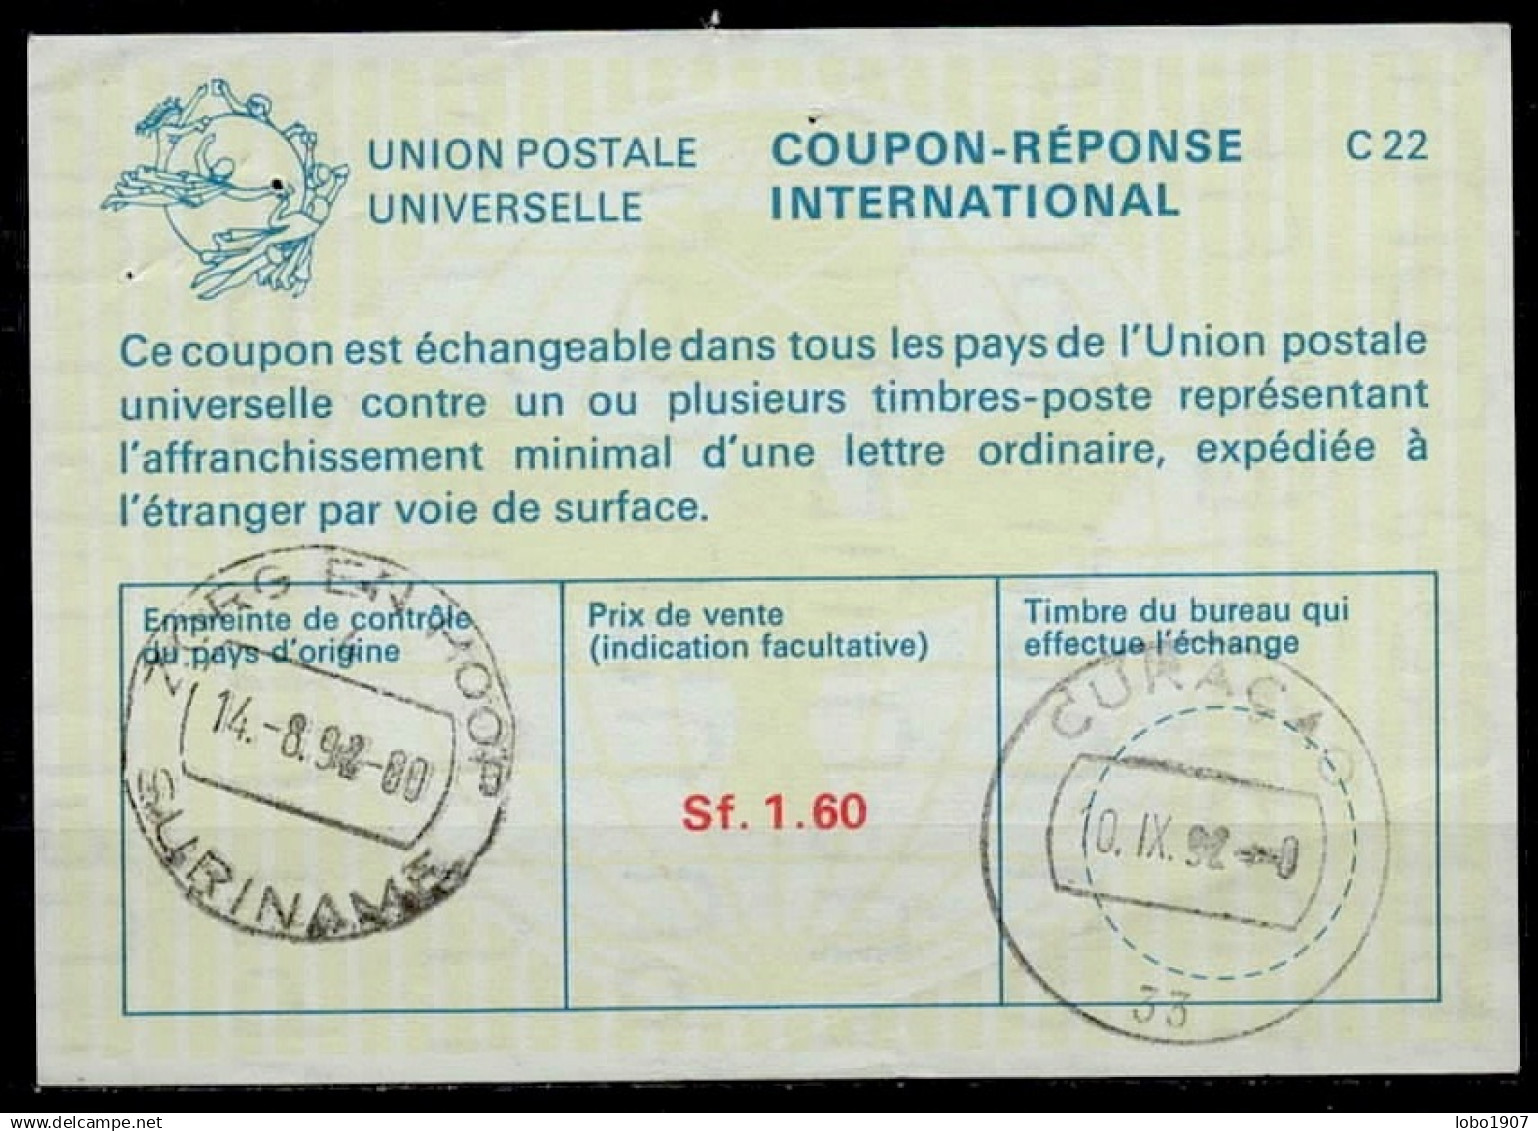 UNION POSTALE
UNIVERSELLE
COUPON-RÉPONSE
INTERNATIONAL
C 22
Ce coupon est échangeable dans tous les pays de l'Union postale
universelle contre un ou plusieurs timbres-poste représentant
l'affranchissement minimal d'une lettre ordinaire, expédiée à
l'étranger par voie de surface.
Empreinte de contrôle
du pays d'origine
Prix de vente
(indication facultative)
Timbre du bureau qui
effectue l'échange
EN HOOP
14.-8.92-00
SURINAME
Sf. 1.60
CURAÇAO
10.IX.92
33
lobo1907